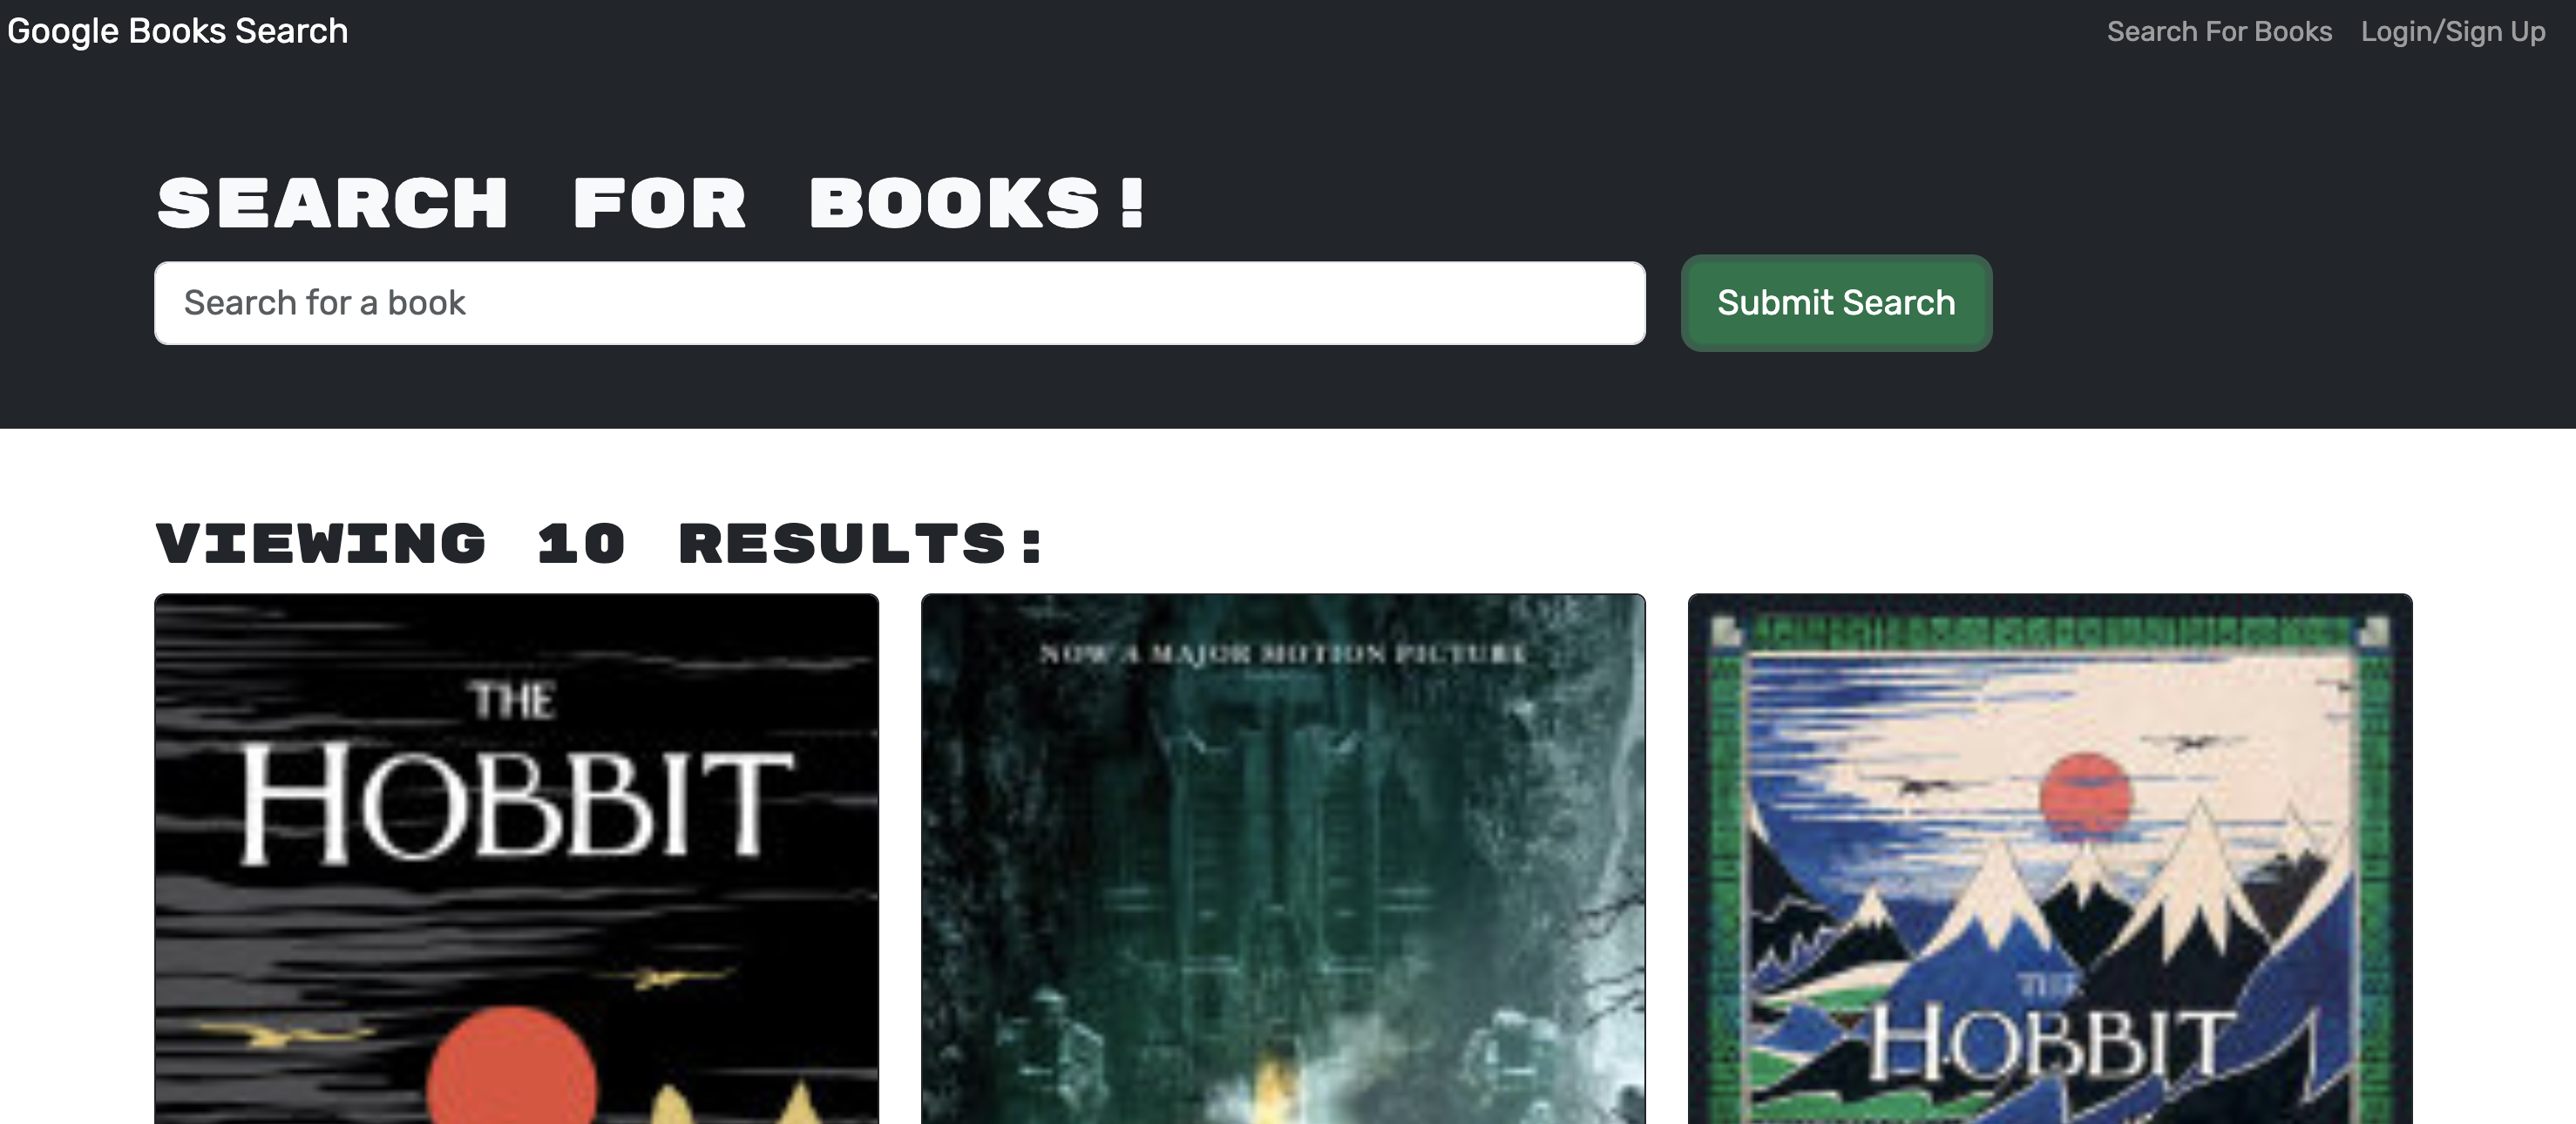 Google Books Search
Search For Books
Login/Sign Up
SEARCH FOR BOOKS!
Search for a book
Submit Search
VIEWING 10 RESULTS:
THE
HOBBIT
NOW A MAJOR MOTION PICTURE
THE
HOBBIT